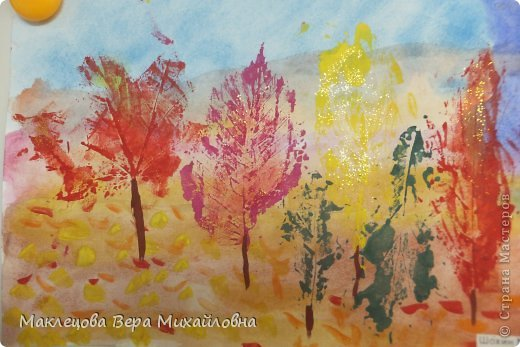 Маклецова Вера Михайловна
© Страна Мастеров